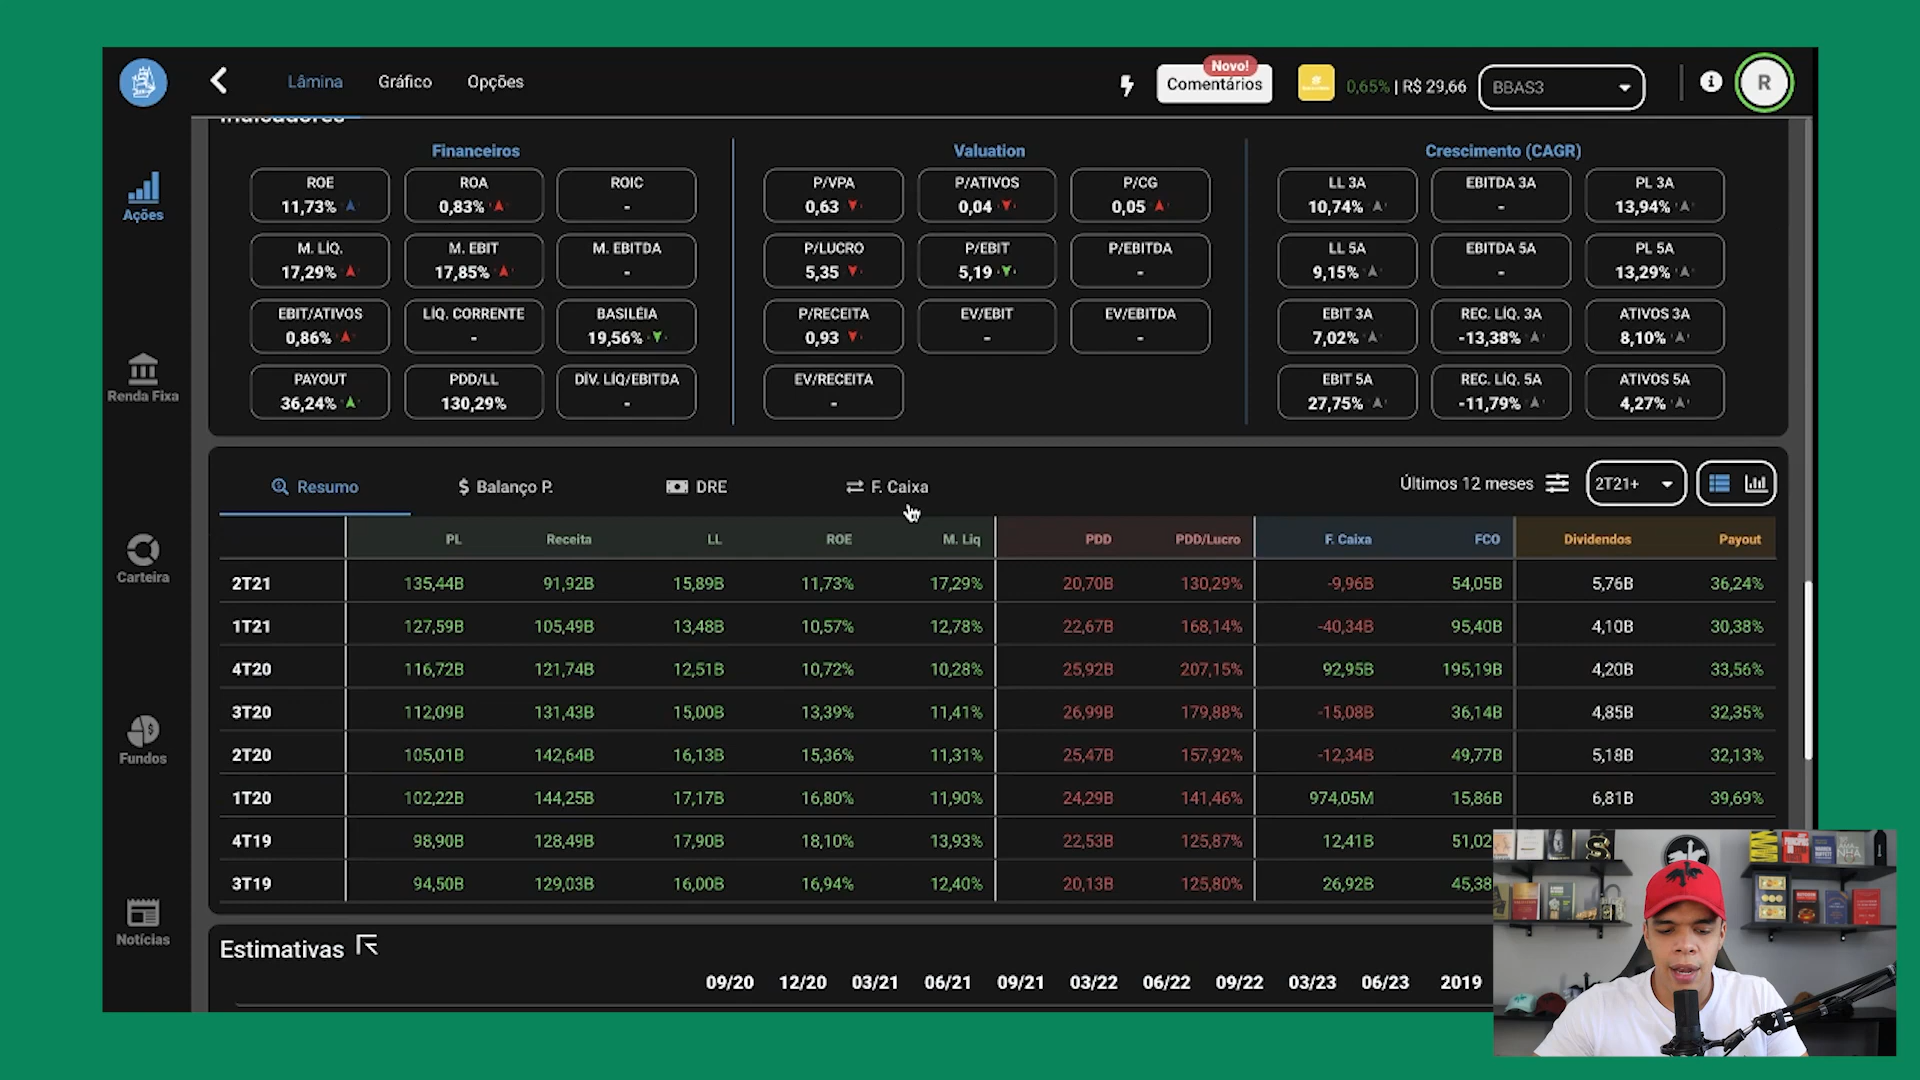 Lâmina
Gráfico
Opções
Novo!
Comentários
0,65% | R$ 29,66
BBAS3
R
Indicadores
Financeiros
Valuation
Crescimento (CAGR)
ROE
11,73%
ROA
0,83%
ROIC
-
P/VPA
0,63
P/ATIVOS
0,04
P/CG
0,05
LL 3A
10,74%
EBITDA 3A
-
PL 3A
13,94%
M. LÍQ.
17,29%
M. EBIT
17,85%
M. EBITDA
-
P/LUCRO
5,35
P/EBIT
5,19
P/EBITDA
-
LL 5A
9,15%
EBITDA 5A
-
PL 5A
13,29%
EBIT/ATIVOS
0,86%
LÍQ. CORRENTE
-
BASILÉIA
19,56%
P/RECEITA
0,93
EV/EBIT
-
EV/EBITDA
-
EBIT 3A
7,02%
REC. LÍQ. 3A
-13,38%
ATIVOS 3A
8,10%
PAYOUT
36,24%
PDD/LL
130,29%
DÍV. LÍQ/EBITDA
-
EV/RECEITA
-
EBIT 5A
27,75%
REC. LÍQ. 5A
-11,79%
ATIVOS 5A
4,27%
Ações
Renda Fixa
Carteira
Fundos
Notícias
Resumo
$ Balanço P.
DRE
F. Caixa
Últimos 12 meses
2T21+
PL Receita LL ROE M. Liq PDD PDD/Lucro F. Caixa FCO Dividendos Payout
2T21 135,44B 91,92B 15,89B 11,73% 17,29% 20,70B 130,29% -9,96B 54,05B 5,76B 36,24%
1T21 127,59B 105,49B 13,48B 10,57% 12,78% 22,67B 168,14% -40,34B 95,40B 4,10B 30,38%
4T20 116,72B 121,74B 12,51B 10,72% 10,28% 25,92B 207,15% 92,95B 195,19B 4,20B 33,56%
3T20 112,09B 131,43B 15,00B 13,39% 11,41% 26,99B 179,88% -15,08B 36,14B 4,85B 32,35%
2T20 105,01B 142,64B 16,13B 15,36% 11,31% 25,47B 157,92% -12,34B 49,77B 5,18B 32,13%
1T20 102,22B 144,25B 17,17B 16,80% 11,90% 24,29B 141,46% 974,05M 15,86B 6,81B 39,69%
4T19 98,90B 128,49B 17,90B 18,10% 13,93% 22,53B 125,87% 12,41B 51,02
3T19 94,50B 129,03B 16,00B 16,94% 12,40% 20,13B 125,80% 26,92B 45,38
Estimativas
09/20 12/20 03/21 06/21 09/21 03/22 06/22 09/22 03/23 06/23 2019